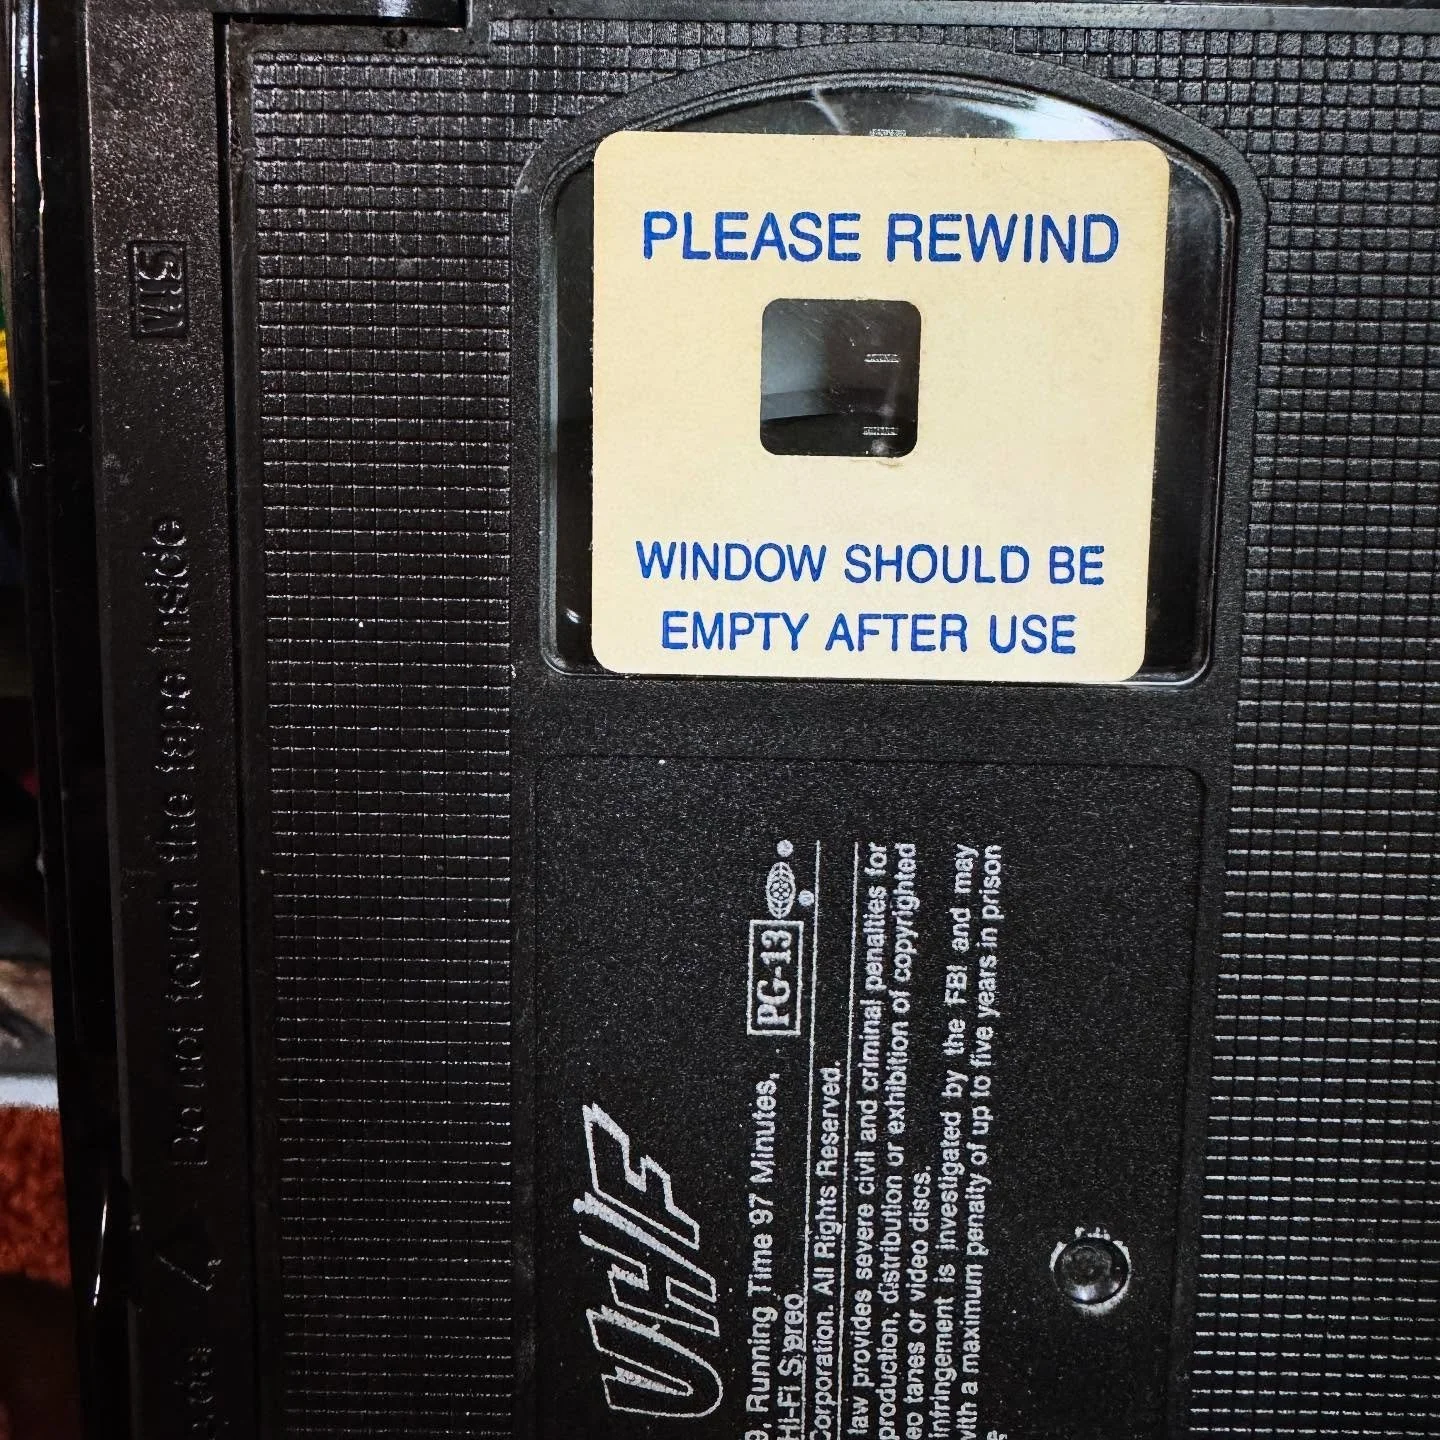 PLEASE REWIND
WINDOW SHOULD BE
EMPTY AFTER USE
VHS
Do not touch the tape inside
UHF
9. Running Time 97 Minutes.
PG-13
Hi-Fi Stereo
Corporation. All Rights Reserved.
law provides severe civil and criminal penalties for
production, distribution or exhibition of copyrighted
or video discs.
infringement is investigated by the FBI and may
with a maximum penalty of up to five years in prison